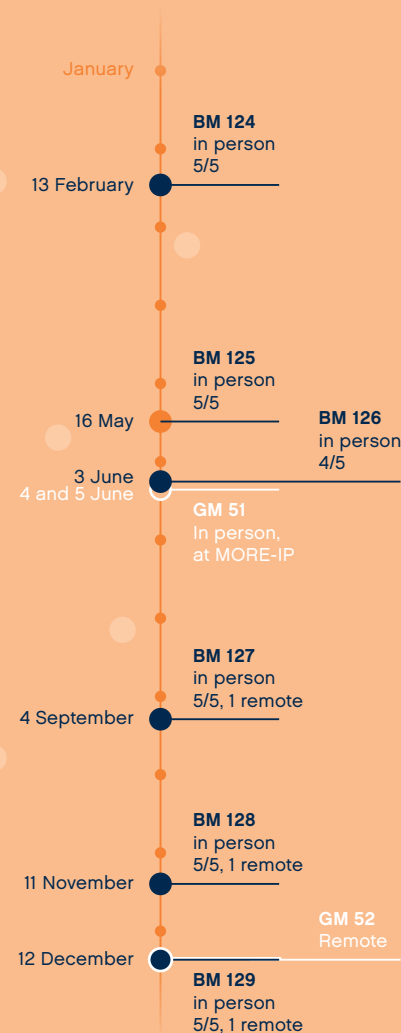 January
BM 124
in person
5/5
13 February
BM 125
in person
5/5
16 May
BM 126
in person
4/5
3 June
4 and 5 June
GM 51
In person,
at MORE-IP
BM 127
in person
5/5, 1 remote
4 September
BM 128
in person
5/5, 1 remote
11 November
GM 52
Remote
12 December
BM 129
in person
5/5, 1 remote